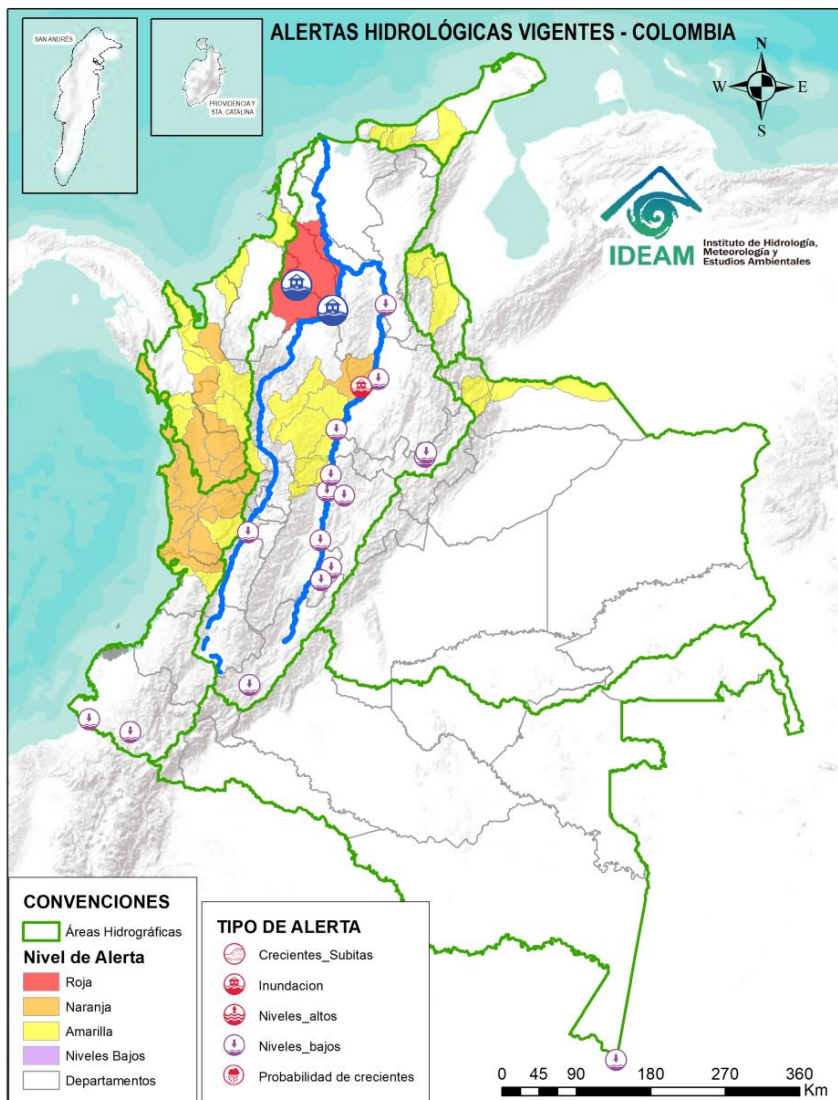 ALERTAS HIDROLÓGICAS VIGENTES - COLOMBIA
SAN ANDRÉS
PROVIDENCIA Y
STA. CATALINA
N
W
E
S
IDEAM
Instituto de Hidrología,
Meteorología y
Estudios Ambientales
CONVENCIONES
Áreas Hidrográficas
Nivel de Alerta
Roja
Naranja
Amarilla
Niveles Bajos
Departamentos
TIPO DE ALERTA
Crecientes_Subitas
Inundacion
Niveles_altos
Niveles_bajos
Probabilidad de crecientes
0 45 90 180 270 360
Km